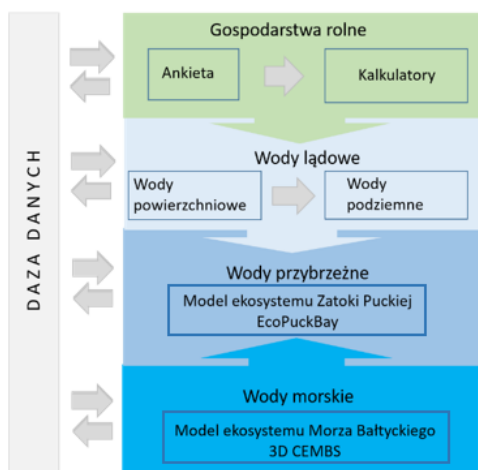 DAZA DANYCH
Gospodarstwa rolne
Ankieta
Kalkulatory
Wody lądowe
Wody
powierzchniowe
Wody
podziemne
Wody przybrzeżne
Model ekosystemu Zatoki Puckiej
EcoPuckBay
Wody morskie
Model ekosystemu Morza Bałtyckiego
3D CEMBS